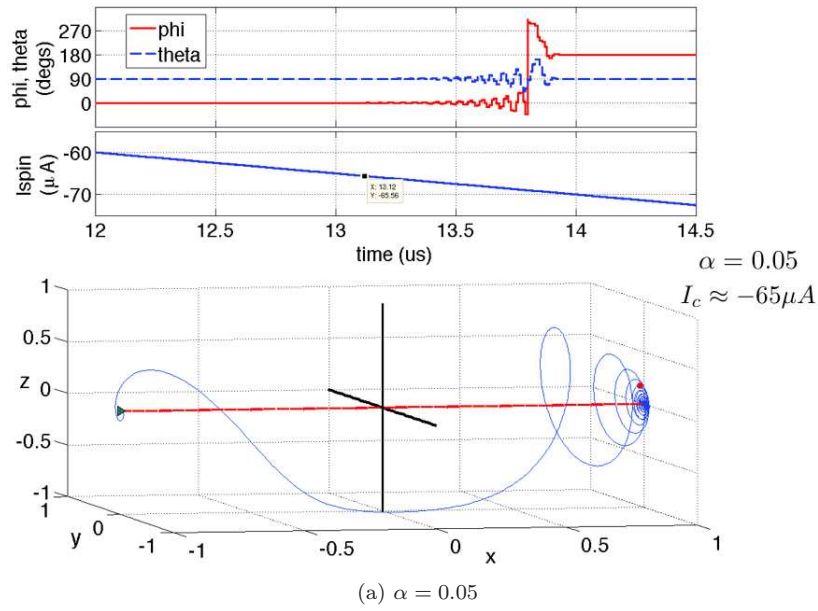 phi, theta
(degs)
270
180
90
0
phi
theta
Ispin
(μ A)
-60
-70
X: 13.12
Y: -65.56
12
12.5
13
13.5
14
14.5
time (us)
α = 0.05
I_c ≈ −65μA
z
1
0.5
0
-0.5
-1
y
1
0
-1
-1
-0.5
0
0.5
1
x
(a) α = 0.05